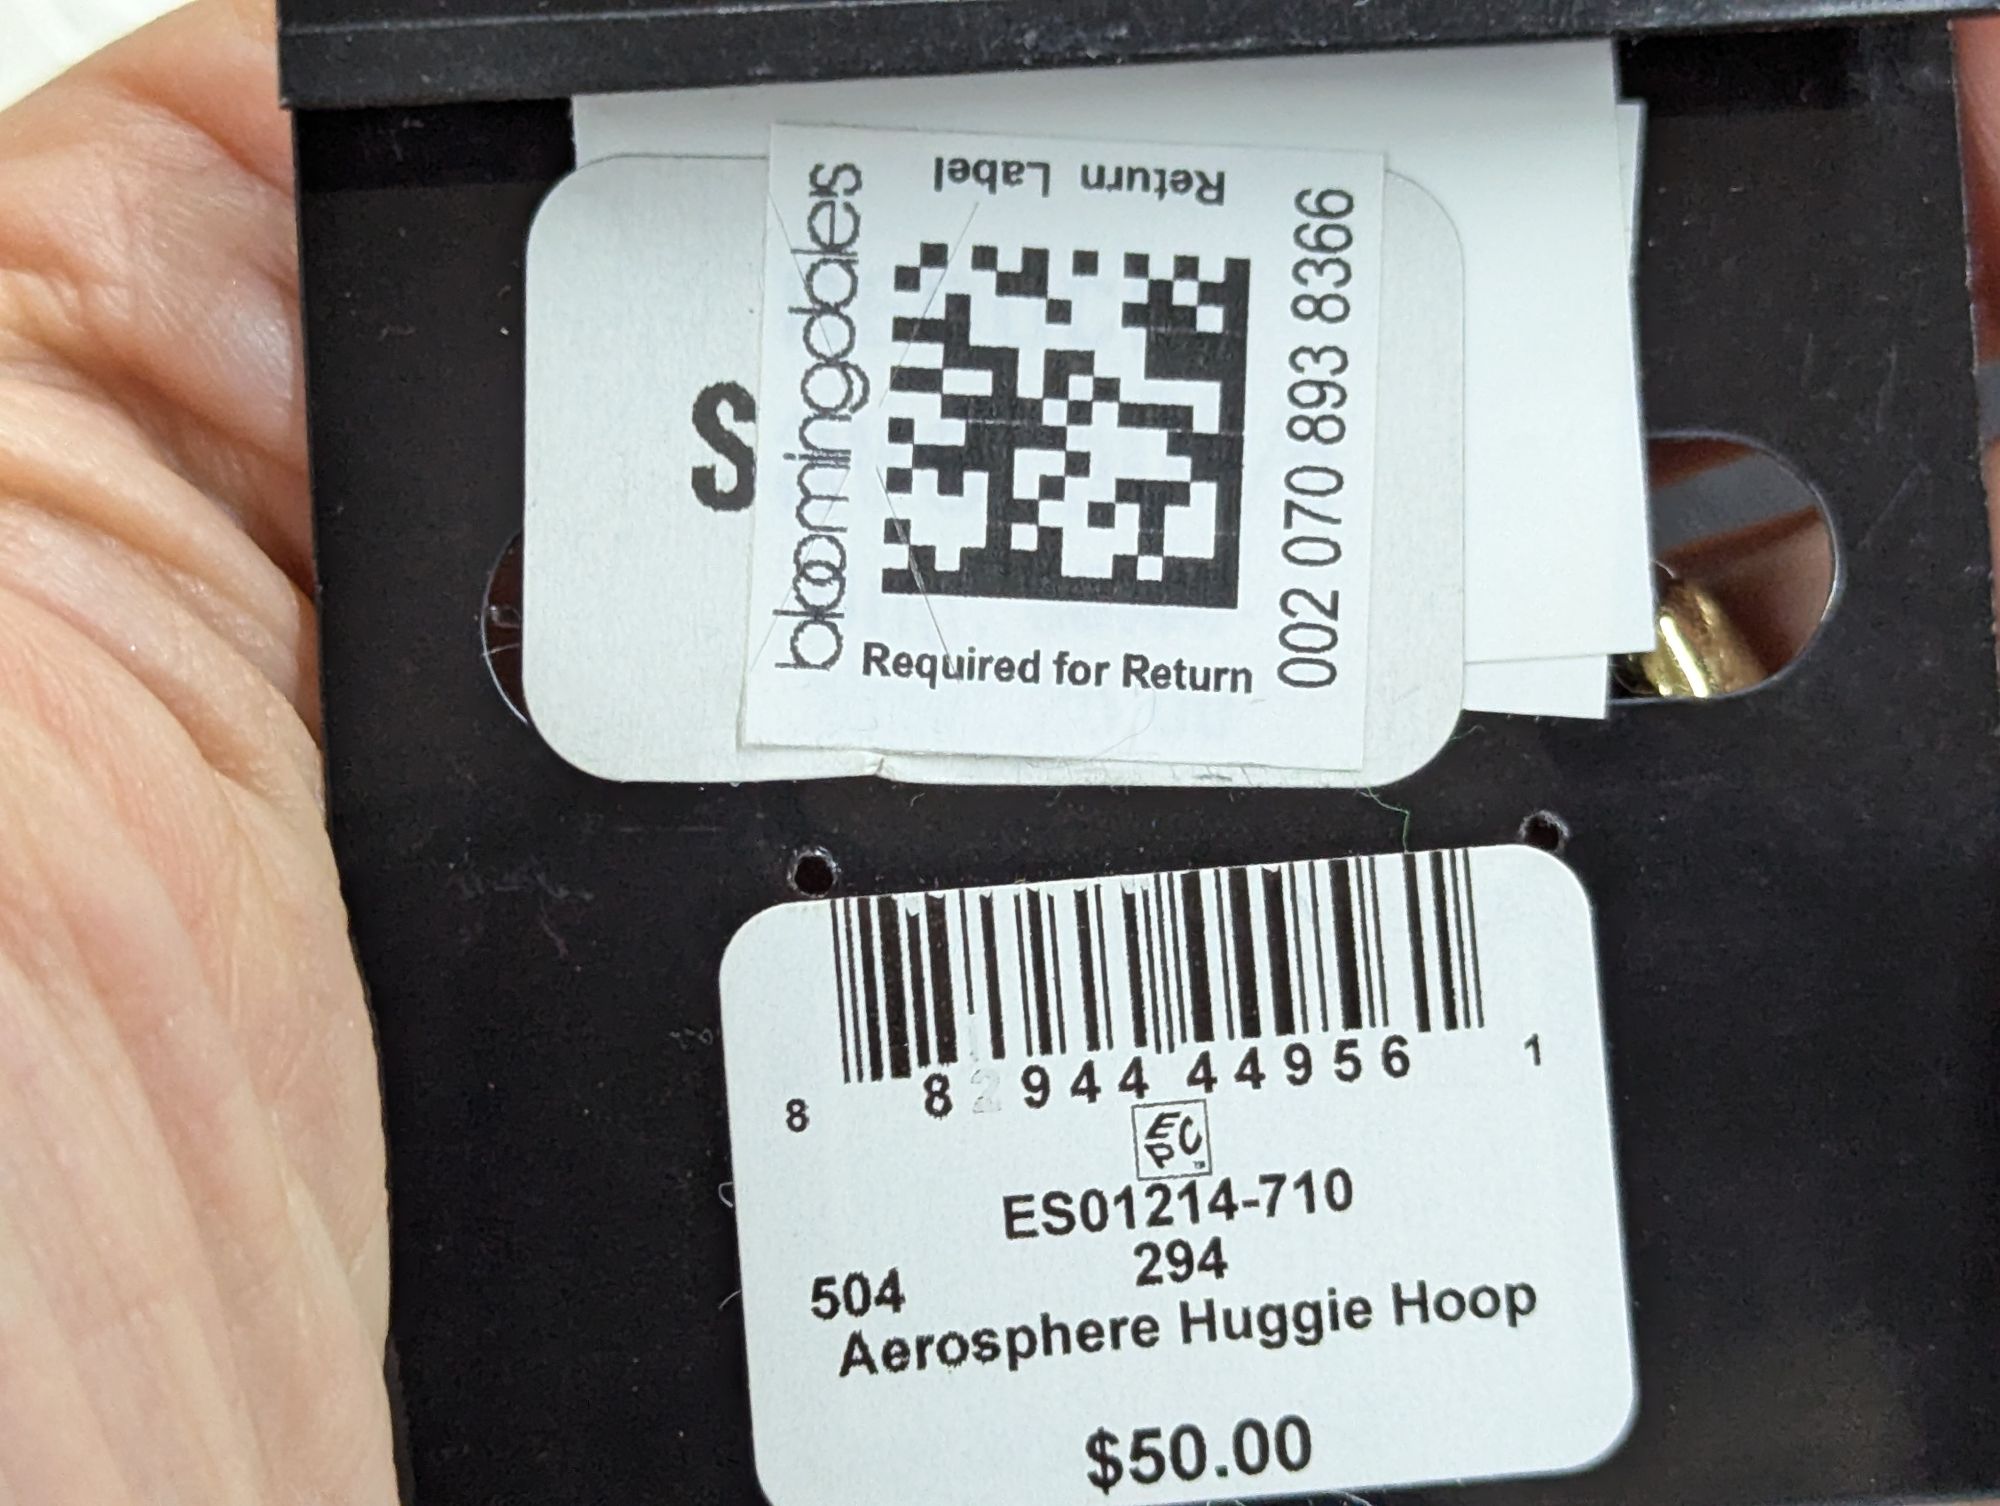 Return Label
bloomingdales
002 070 893 8366
Required for Return
S
8 82944 44956 1
EPC
ES01214-710
294
504
Aerosphere Huggie Hoop
$50.00